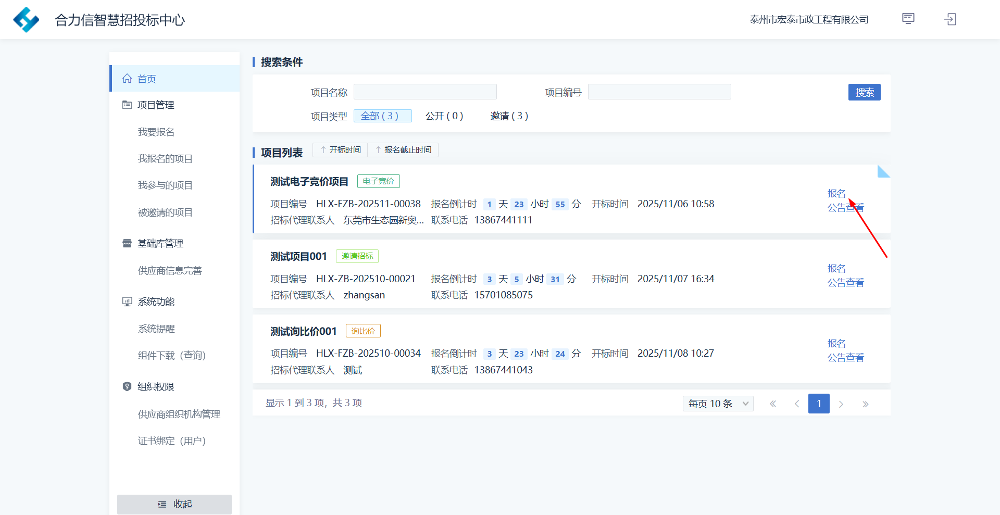 合力信智慧招投标中心
泰州市宏泰市政工程有限公司
首页
项目管理
我要报名
我报名的项目
我参与的项目
被邀请的项目
基础库管理
供应商信息完善
系统功能
系统提醒
组件下载（查询）
组织权限
供应商组织机构管理
证书绑定（用户）
收起
搜索条件
项目名称 项目编号 搜索
项目类型 全部 ( 3 ) 公开 ( 0 ) 邀请 ( 3 )
项目列表 ↑ 开标时间 ↑ 报名截止时间
测试电子竞价项目 电子竞价
报名
项目编号 HLX-FZB-202511-00038 报名倒计时 1 天 23 小时 55 分 开标时间 2025/11/06 10:58
公告查看
招标代理联系人 东莞市生态园新奥... 联系电话 13867441111
测试项目001 邀请招标
报名
项目编号 HLX-ZB-202510-00021 报名倒计时 3 天 5 小时 31 分 开标时间 2025/11/07 16:34
公告查看
招标代理联系人 zhangsan 联系电话 15701085075
测试询比价001 询比价
报名
项目编号 HLX-FZB-202510-00034 报名倒计时 3 天 23 小时 24 分 开标时间 2025/11/08 10:27
公告查看
招标代理联系人 测试 联系电话 13867441043
显示 1 到 3 项，共 3 项 每页 10 条 « ‹ 1 › »